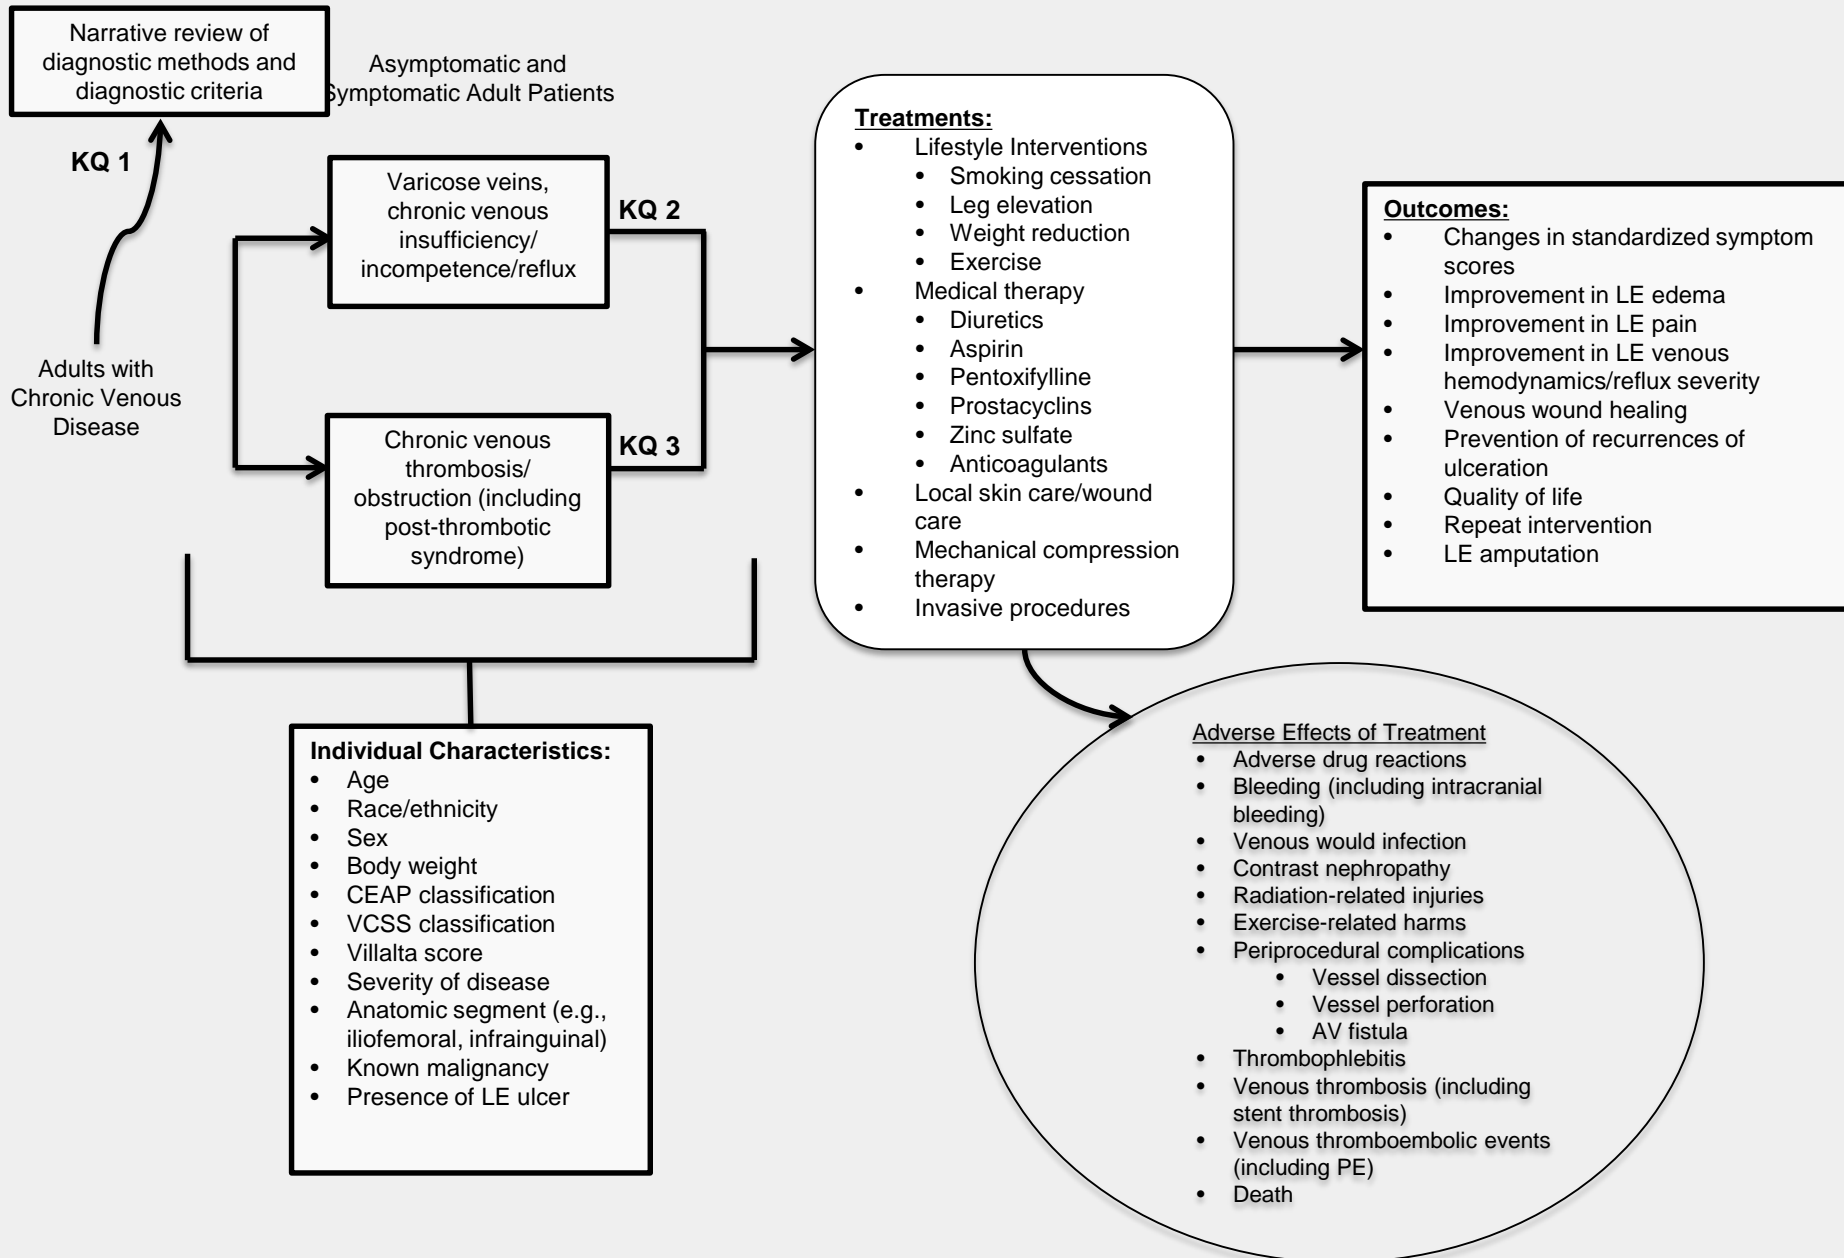 Narrative review of
diagnostic methods and
diagnostic criteria
Asymptomatic and
Symptomatic Adult Patients
KQ 1
Adults with
Chronic Venous
Disease
Varicose veins,
chronic venous
insufficiency/
incompetence/reflux
KQ 2
Chronic venous
thrombosis/
obstruction (including
post-thrombotic
syndrome)
KQ 3
Individual Characteristics:
• Age
• Race/ethnicity
• Sex
• Body weight
• CEAP classification
• VCSS classification
• Villalta score
• Severity of disease
• Anatomic segment (e.g.,
iliofemoral, infrainguinal)
• Known malignancy
• Presence of LE ulcer
Treatments:
• Lifestyle Interventions
• Smoking cessation
• Leg elevation
• Weight reduction
• Exercise
• Medical therapy
• Diuretics
• Aspirin
• Pentoxifylline
• Prostacyclins
• Zinc sulfate
• Anticoagulants
• Local skin care/wound
care
• Mechanical compression
therapy
• Invasive procedures
Outcomes:
• Changes in standardized symptom
scores
• Improvement in LE edema
• Improvement in LE pain
• Improvement in LE venous
hemodynamics/reflux severity
• Venous wound healing
• Prevention of recurrences of
ulceration
• Quality of life
• Repeat intervention
• LE amputation
Adverse Effects of Treatment
• Adverse drug reactions
• Bleeding (including intracranial
bleeding)
• Venous would infection
• Contrast nephropathy
• Radiation-related injuries
• Exercise-related harms
• Periprocedural complications
• Vessel dissection
• Vessel perforation
• AV fistula
• Thrombophlebitis
• Venous thrombosis (including
stent thrombosis)
• Venous thromboembolic events
(including PE)
• Death